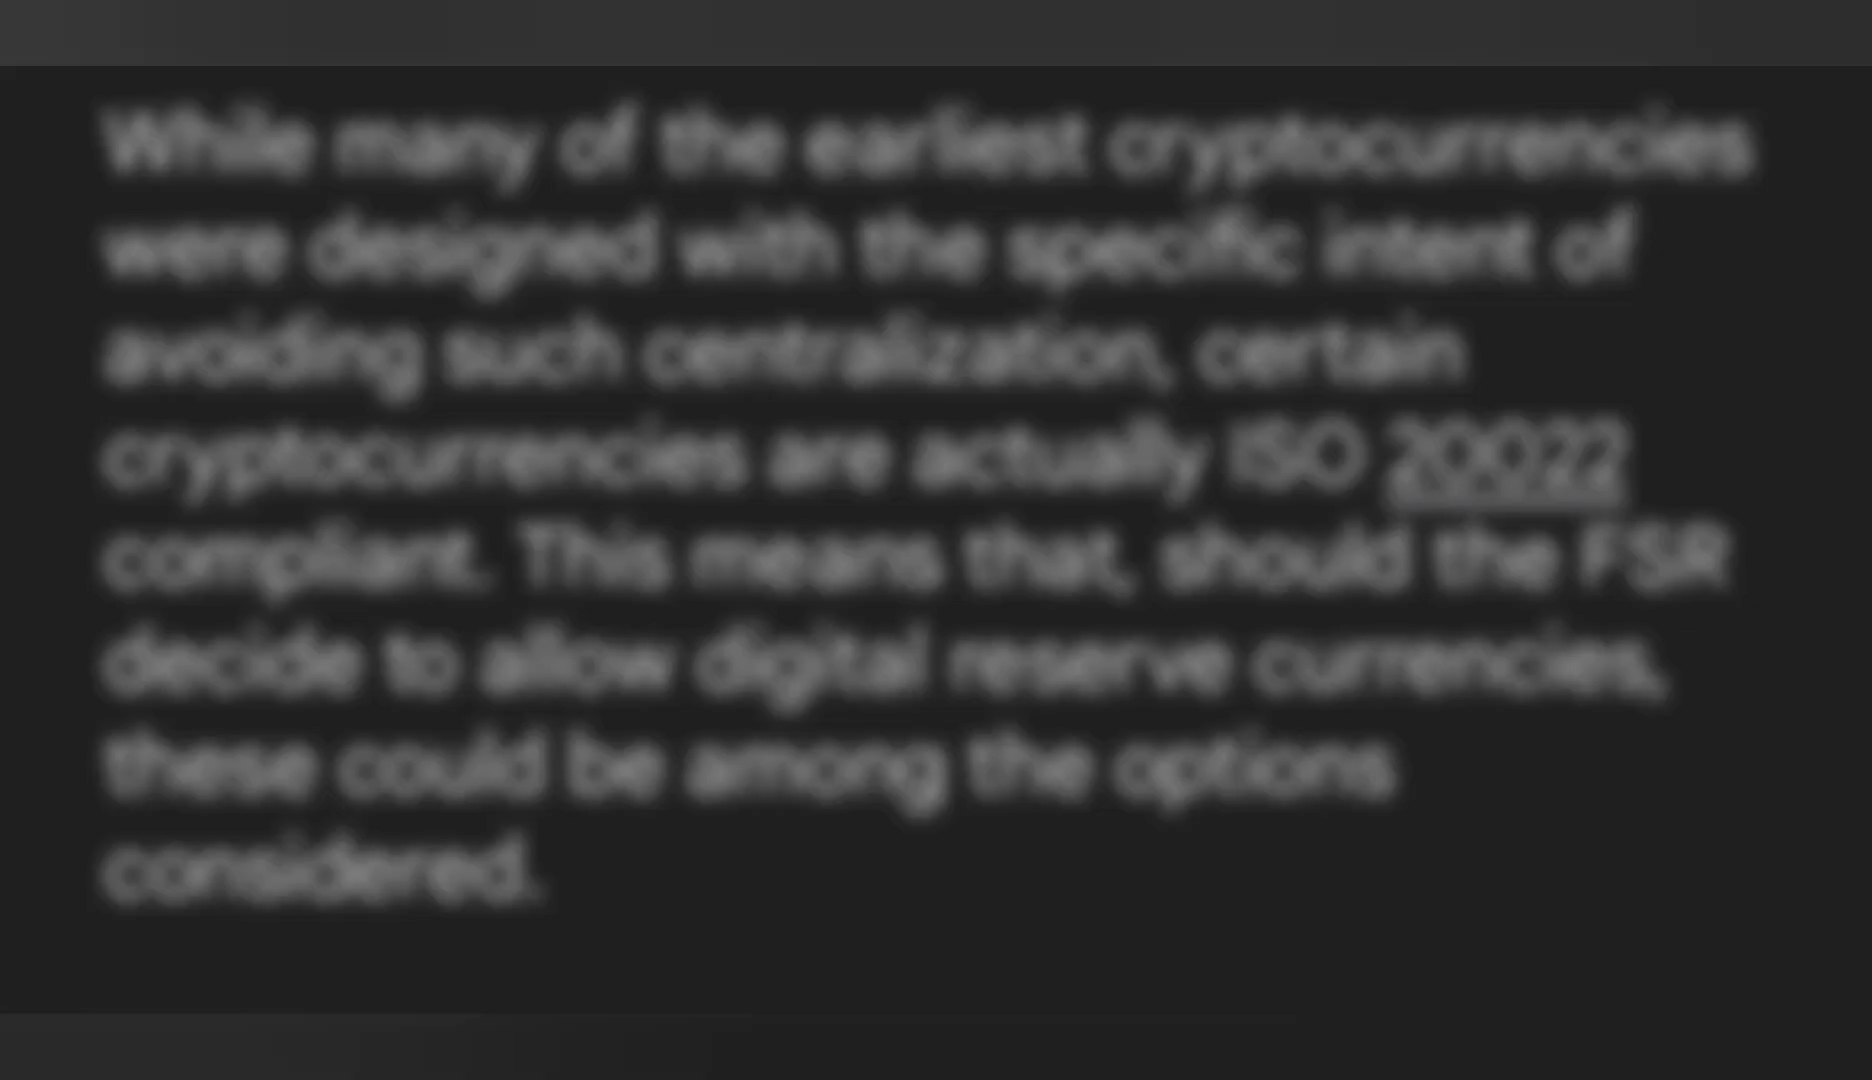 While many of the earliest cryptocurrencies
were designed with the specific intent of
avoiding such centralization, certain
cryptocurrencies are actually ISO 20022
compliant. This means that, should the FSR
decide to allow digital reserve currencies,
these could be among the options
considered.